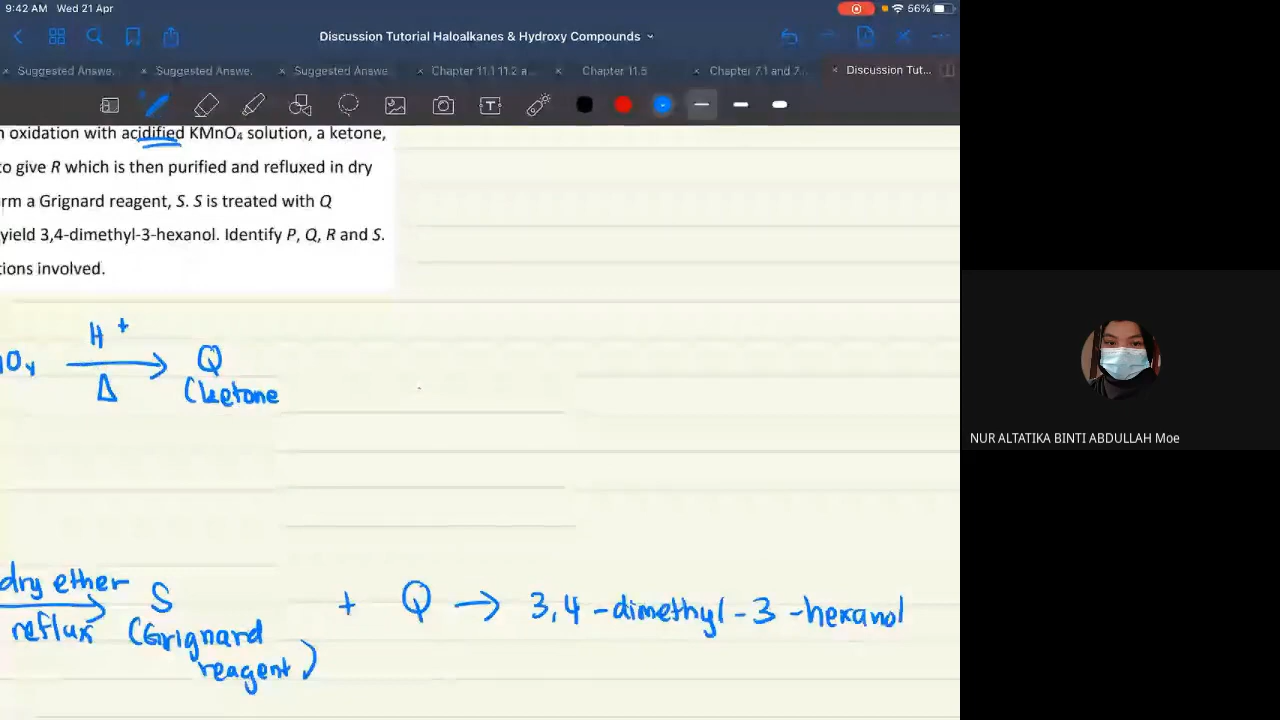 9:42 AM Wed 21 Apr
56%
Discussion Tutorial Haloalkanes & Hydroxy Compounds
Suggested Answe.
Suggested Answe.
Suggested Answe.
Chapter 11.1 11.2 a...
Chapter 11.5
Chapter 7.1 and 7...
Discussion Tut...
n oxidation with acidified KMnO₄ solution, a ketone,
to give R which is then purified and refluxed in dry
rm a Grignard reagent, S. S is treated with Q
yield 3,4-dimethyl-3-hexanol. Identify P, Q, R and S.
tions involved.
H +
O₄ → Q
Δ (ketone
dry ether S + Q → 3,4-dimethyl-3-hexanol
reflux (Grignard
reagent)
NUR ALTATIKA BINTI ABDULLAH Moe